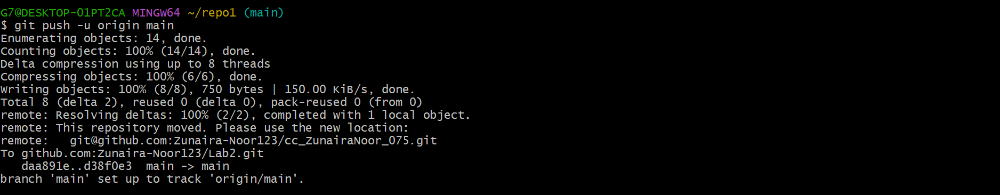 G7@DESKTOP-01PT2CA MINGW64 ~/repo1 (main)
$ git push -u origin main
Enumerating objects: 14, done.
Counting objects: 100% (14/14), done.
Delta compression using up to 8 threads
Compressing objects: 100% (6/6), done.
Writing objects: 100% (8/8), 750 bytes | 150.00 KiB/s, done.
Total 8 (delta 2), reused 0 (delta 0), pack-reused 0 (from 0)
remote: Resolving deltas: 100% (2/2), completed with 1 local object.
remote: This repository moved. Please use the new location:
remote:   git@github.com:Zunaira-Noor123/cc_ZunairaNoor_075.git
To github.com:Zunaira-Noor123/Lab2.git
   daa891e..d38f0e3  main -> main
branch 'main' set up to track 'origin/main'.